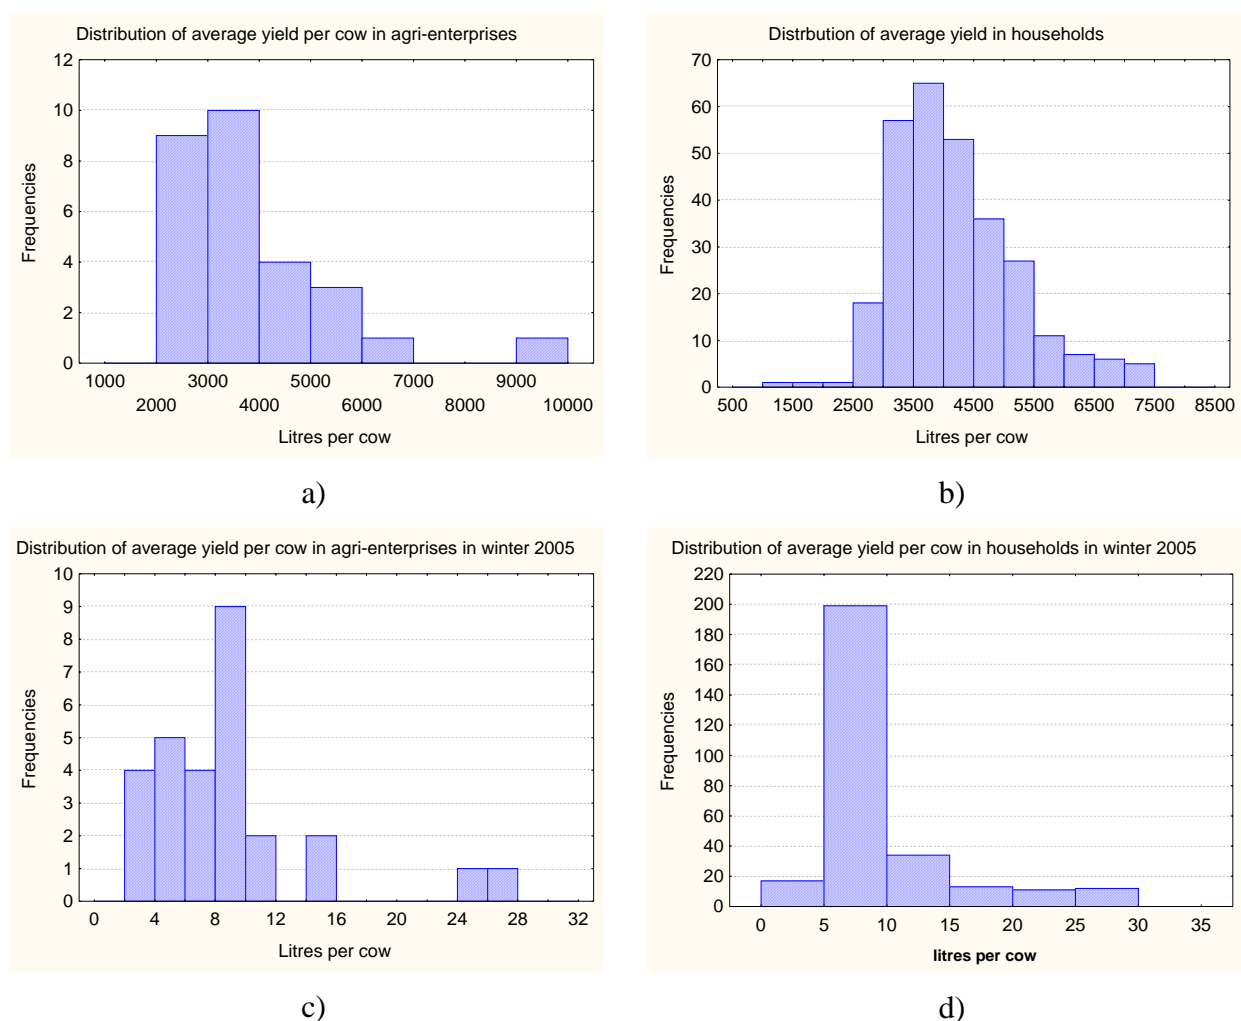 Distribution of average yield per cow in agri-enterprises
12
10
8
6
4
2
0
Frequencies
1000 3000 5000 7000 9000
2000 4000 6000 8000 10000
Litres per cow
a)
Distrbution of average yield in households
70
60
50
40
30
20
10
0
Frequencies
500 1500 2500 3500 4500 5500 6500 7500 8500
Litres per cow
b)
Distribution of average yield per cow in agri-enterprises in winter 2005
10
9
8
7
6
5
4
3
2
1
0
Frequencies
0 4 8 12 16 20 24 28 32
Litres per cow
c)
Distribution of average yield per cow in households in winter 2005
220
200
180
160
140
120
100
80
60
40
20
0
Frequencies
0 5 10 15 20 25 30 35
litres per cow
d)